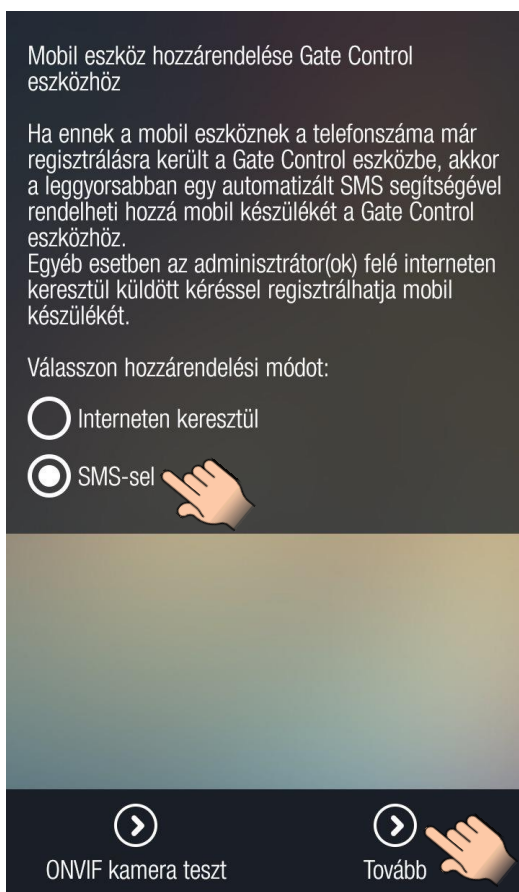 Mobil eszköz hozzárendelése Gate Control
eszközhöz
Ha ennek a mobil eszköznek a telefonszáma már
regisztrálásra került a Gate Control eszközbe, akkor
a leggyorsabban egy automatizált SMS segítségével
rendelheti hozzá mobil készülékét a Gate Control
eszközhöz.
Egyéb esetben az adminisztrátor(ok) felé interneten
keresztül küldött kéréssel regisztrálhatja mobil
készülékét.
Válasszon hozzárendelési módot:
Interneten keresztül
SMS-sel
ONVIF kamera teszt
Tovább